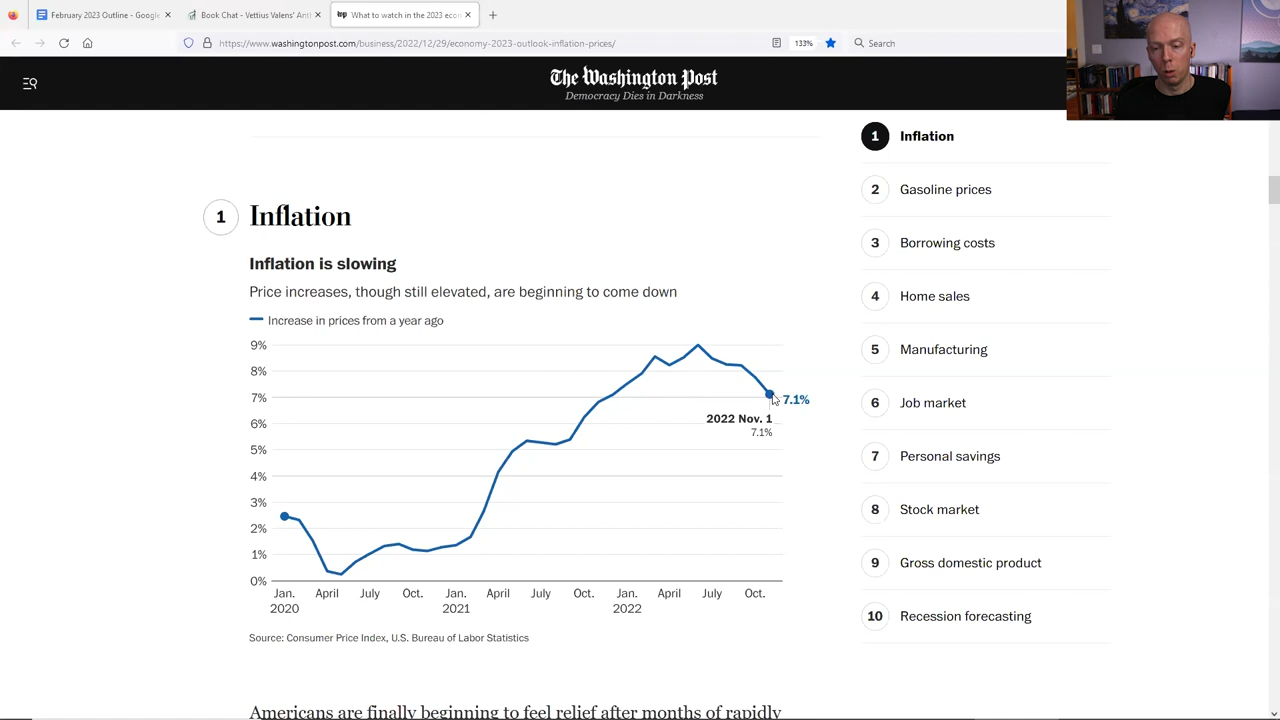 February 2023 Outline - Google
Book Chat - Vettius Valens' Ant
What to watch in the 2023 econ
https://www.washingtonpost.com/business/2022/12/29/economy-2023-outlook-inflation-prices/
133%
Search
The Washington Post
Democracy Dies in Darkness
1 Inflation
2 Gasoline prices
3 Borrowing costs
4 Home sales
5 Manufacturing
6 Job market
7 Personal savings
8 Stock market
9 Gross domestic product
10 Recession forecasting
1 Inflation
Inflation is slowing
Price increases, though still elevated, are beginning to come down
Increase in prices from a year ago
9%
8%
7%
6%
5%
4%
3%
2%
1%
0%
7.1%
2022 Nov. 1
7.1%
Jan. April July Oct. Jan. April July Oct. Jan. April July Oct.
2020 2021 2022
Source: Consumer Price Index, U.S. Bureau of Labor Statistics
Americans are finally beginning to feel relief after months of rapidly